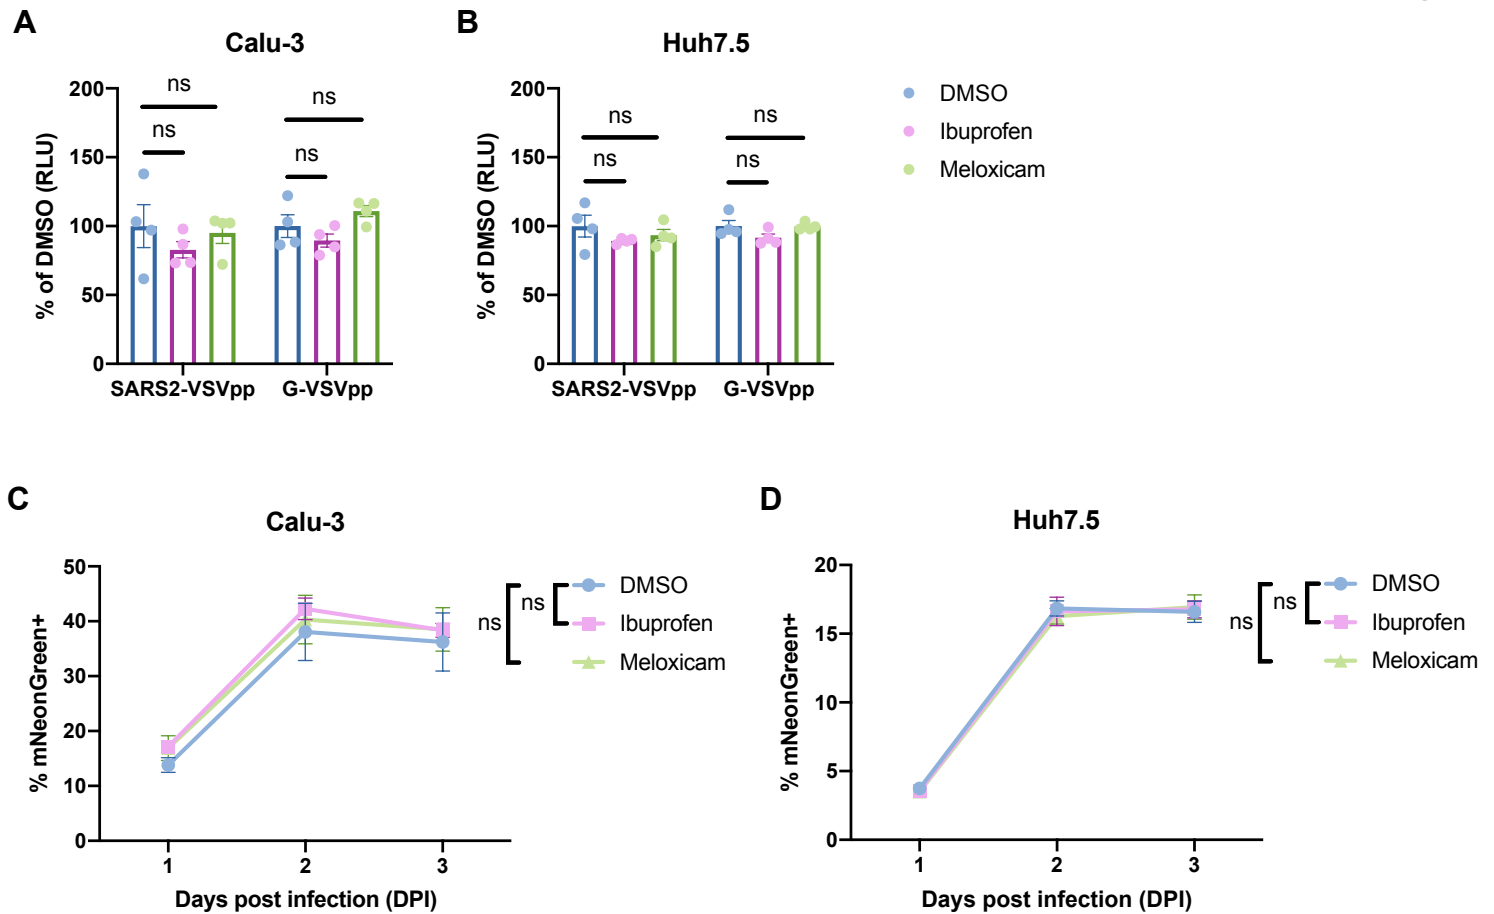 A
Calu-3
% of DMSO (RLU)
200
150
100
50
0
ns
ns
ns
ns
SARS2-VSVpp
G-VSVpp
B
Huh7.5
% of DMSO (RLU)
200
150
100
50
0
ns
ns
ns
ns
SARS2-VSVpp
G-VSVpp
DMSO
Ibuprofen
Meloxicam
C
Calu-3
% mNeonGreen+
50
40
30
20
10
0
1
2
3
Days post infection (DPI)
ns
ns
DMSO
Ibuprofen
Meloxicam
D
Huh7.5
% mNeonGreen+
20
15
10
5
0
1
2
3
Days post infection (DPI)
ns
ns
DMSO
Ibuprofen
Meloxicam